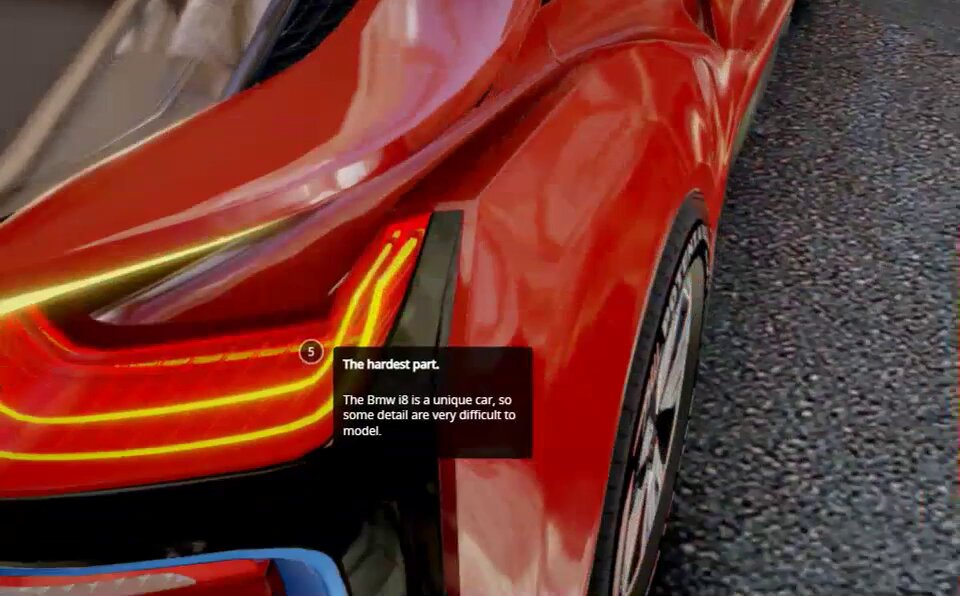 5
The hardest part.
The Bmw i8 is a unique car, so
some detail are very difficult to
model.